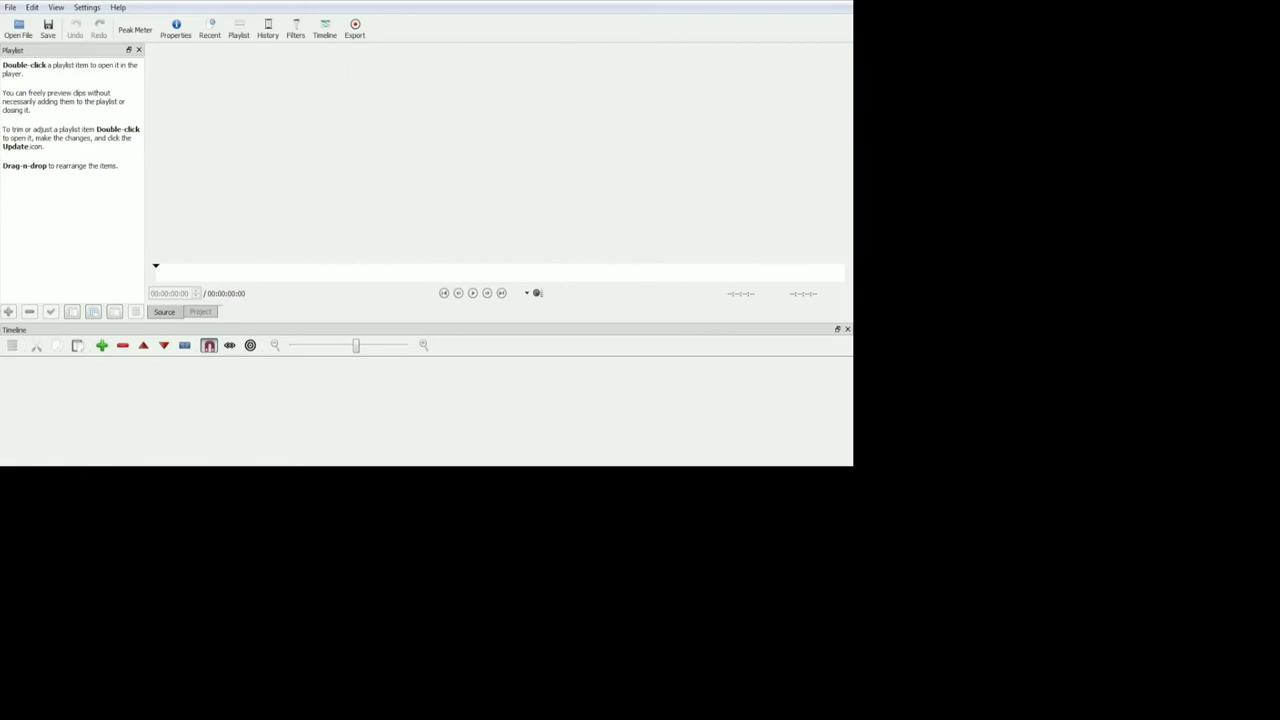 File Edit View Settings Help
Open File Save Undo Redo Peak Meter Properties Recent Playlist History Filters Timeline Export
Playlist
Double-click a playlist item to open it in the
player.
You can freely preview clips without
necessarily adding them to the playlist or
closing it.
To trim or adjust a playlist item Double-click
to open it, make the changes, and click the
Update icon.
Drag-n-drop to rearrange the items.
00:00:00:00 / 00:00:00:00 --:--:--:-- --:--:--:--
Source Project
Timeline